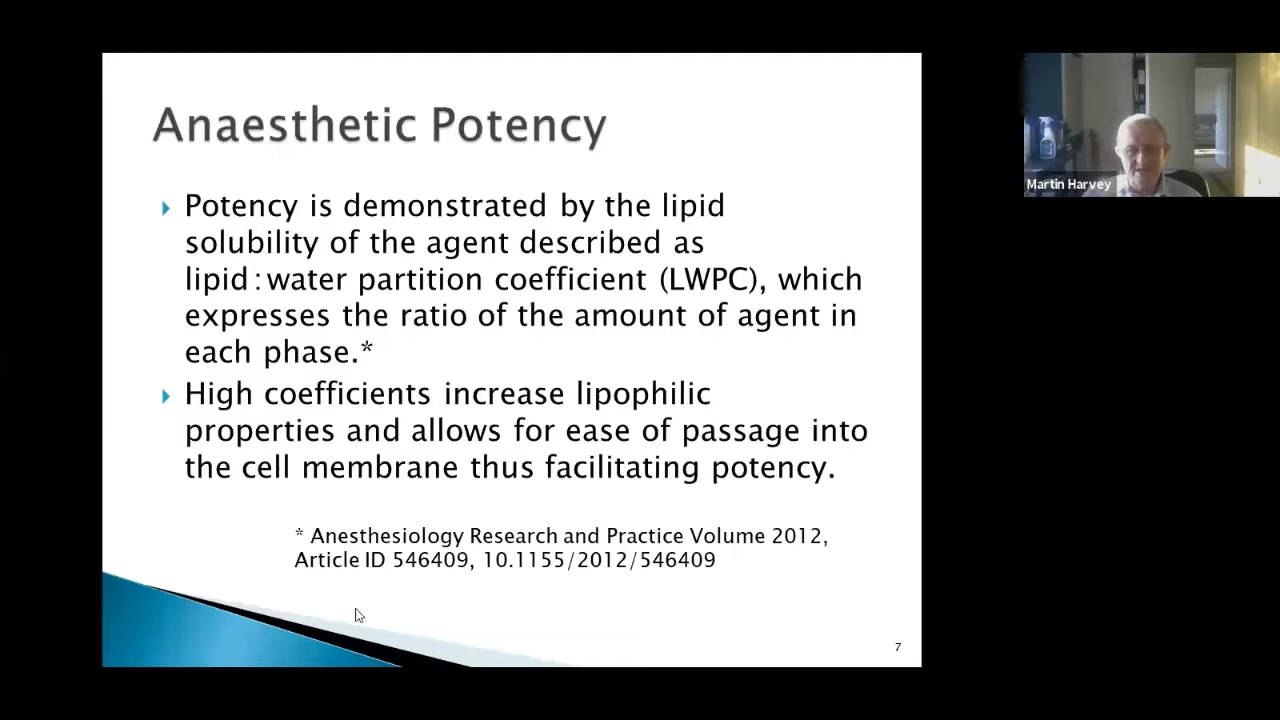 Anaesthetic Potency
Potency is demonstrated by the lipid
solubility of the agent described as
lipid:water partition coefficient (LWPC), which
expresses the ratio of the amount of agent in
each phase.*
High coefficients increase lipophilic
properties and allows for ease of passage into
the cell membrane thus facilitating potency.
* Anesthesiology Research and Practice Volume 2012,
Article ID 546409, 10.1155/2012/546409
7
Martin Harvey